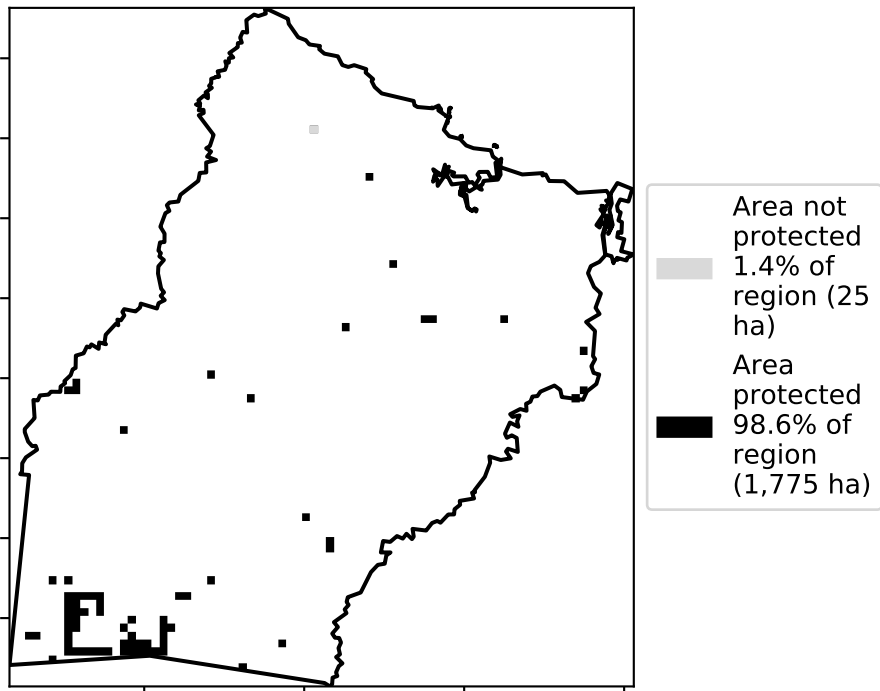 Area not
protected
1.4% of
region (25
ha)
Area
protected
98.6% of
region
(1,775 ha)